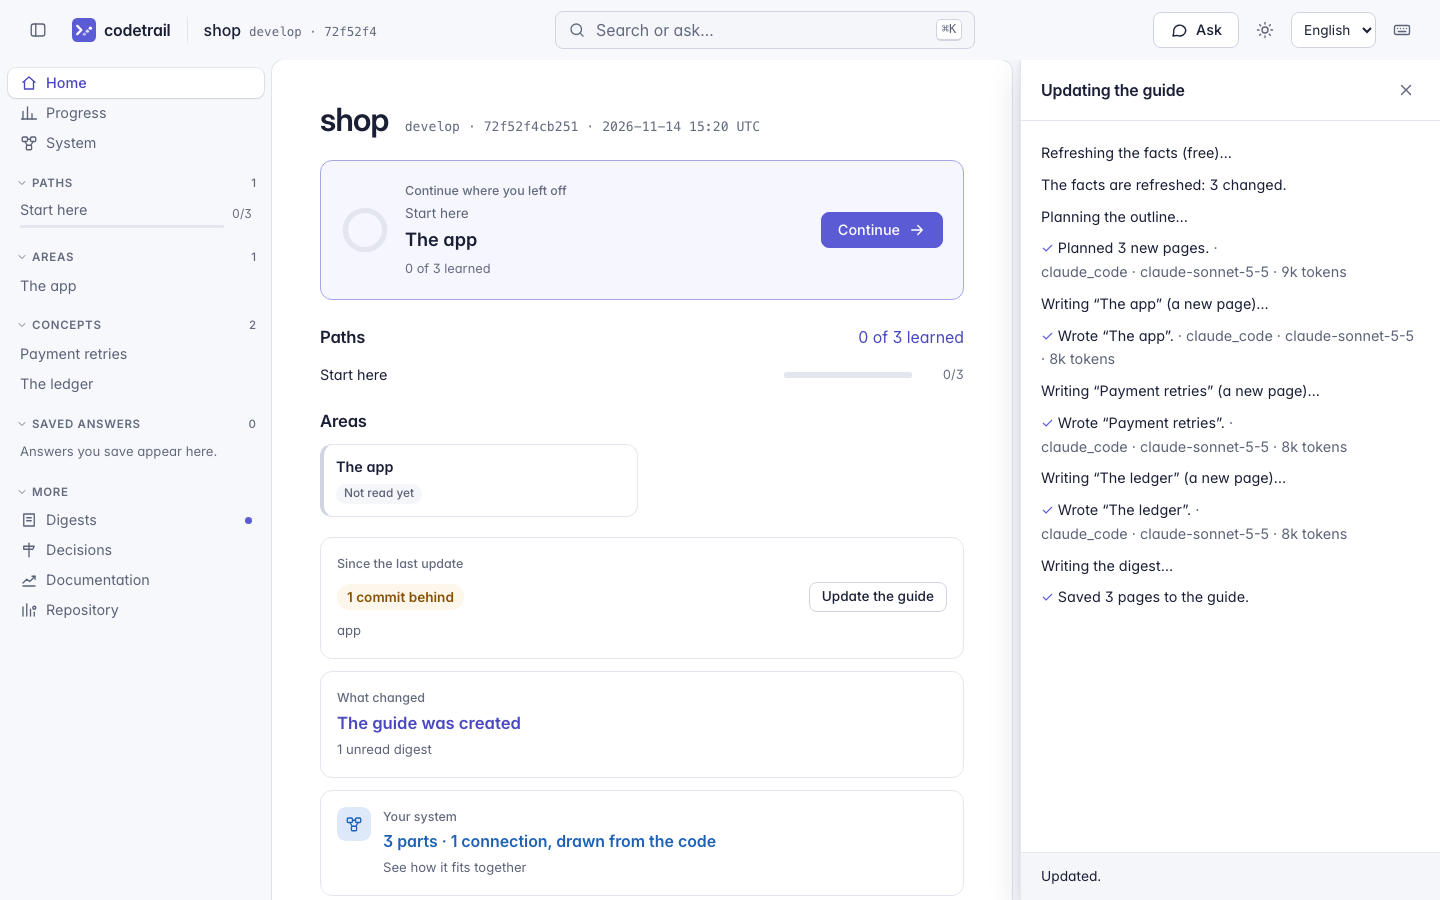 codetrail
shop develop · 72f52f4
Search or ask...
⌘K
Ask
English
Home
Progress
System
PATHS 1
Start here 0/3
AREAS 1
The app
CONCEPTS 2
Payment retries
The ledger
SAVED ANSWERS 0
Answers you save appear here.
MORE
Digests
Decisions
Documentation
Repository
shop develop · 72f52f4cb251 · 2026-11-14 15:20 UTC
Continue where you left off
Start here
The app
0 of 3 learned
Continue →
Paths 0 of 3 learned
Start here 0/3
Areas
The app
Not read yet
Since the last update
1 commit behind
Update the guide
app
What changed
The guide was created
1 unread digest
Your system
3 parts · 1 connection, drawn from the code
See how it fits together
Updating the guide
Refreshing the facts (free)...
The facts are refreshed: 3 changed.
Planning the outline...
✓ Planned 3 new pages. ·
claude_code · claude-sonnet-5-5 · 9k tokens
Writing “The app” (a new page)...
✓ Wrote “The app”. · claude_code · claude-sonnet-5-5
· 8k tokens
Writing “Payment retries” (a new page)...
✓ Wrote “Payment retries”. ·
claude_code · claude-sonnet-5-5 · 8k tokens
Writing “The ledger” (a new page)...
✓ Wrote “The ledger”. ·
claude_code · claude-sonnet-5-5 · 8k tokens
Writing the digest...
✓ Saved 3 pages to the guide.
Updated.